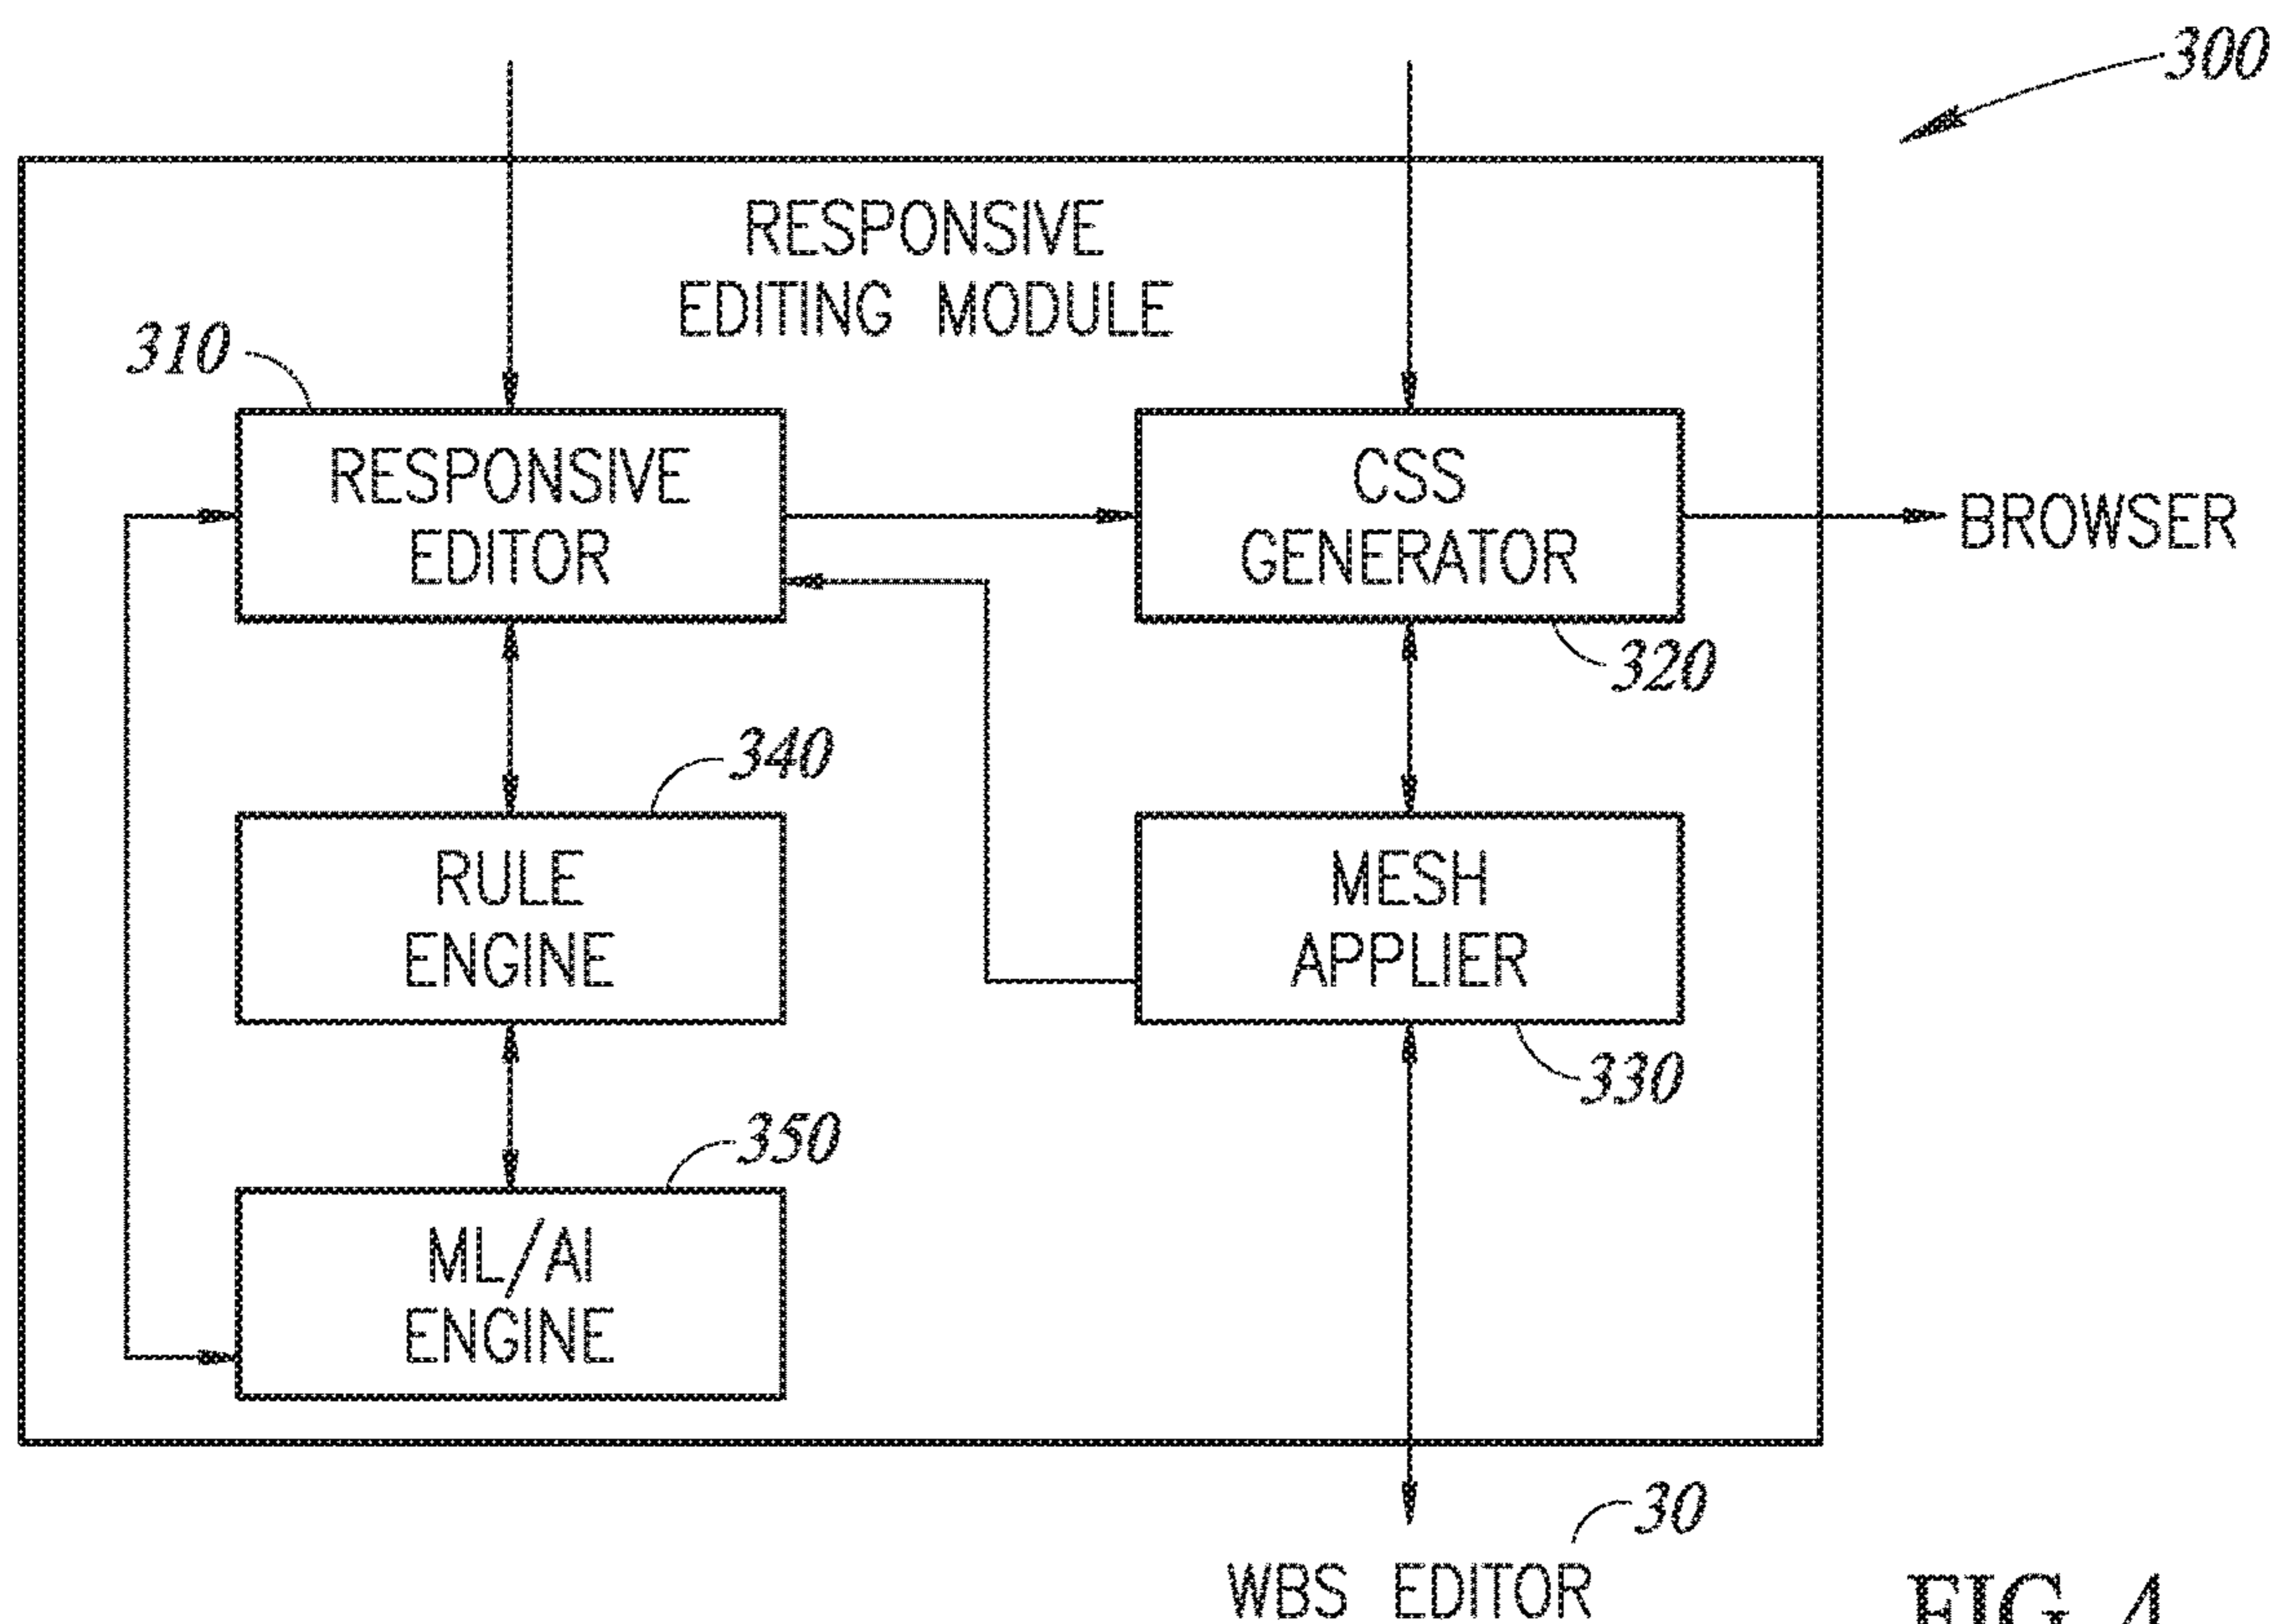 300
RESPONSIVE
EDITING MODULE
310
RESPONSIVE
EDITOR
CSS
GENERATOR
BROWSER
320
340
RULE
ENGINE
MESH
APPLIER
330
350
ML/AI
ENGINE
30
WBS EDITOR
FIG. 4